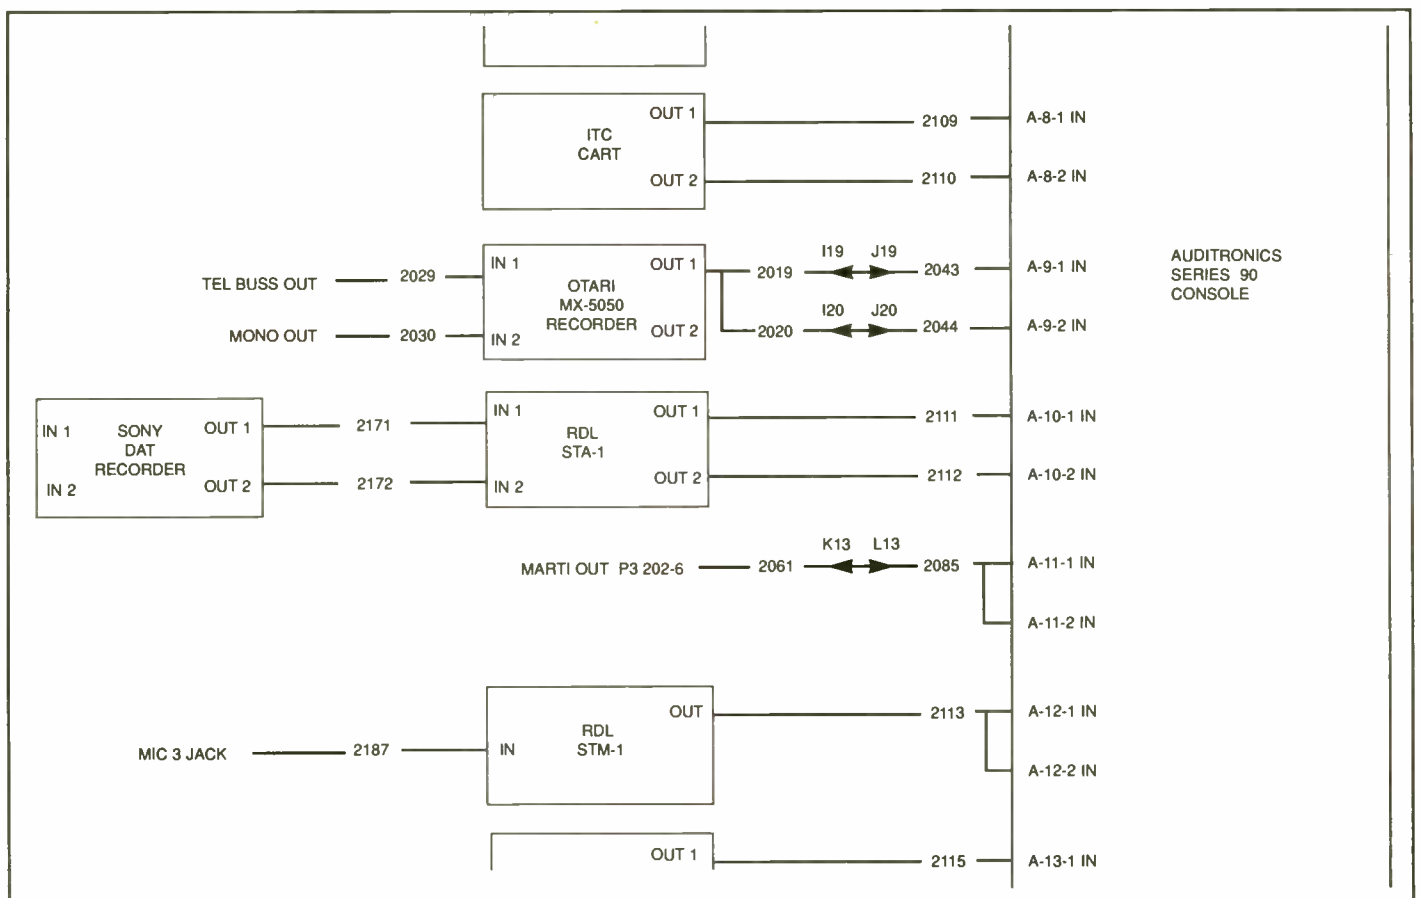 OUT 1
ITC
CART
OUT 2
2109
A-8-1 IN
2110
A-8-2 IN
AUDITRONICS
SERIES 90
CONSOLE
TEL BUSS OUT
2029
IN 1
OTARI
MX-5050
RECORDER
OUT 1
2019
I19
J19
2043
A-9-1 IN
MONO OUT
2030
IN 2
OUT 2
2020
I20
J20
2044
A-9-2 IN
IN 1
SONY
DAT
RECORDER
OUT 1
2171
IN 1
RDL
STA-1
OUT 1
2111
A-10-1 IN
IN 2
OUT 2
2172
IN 2
OUT 2
2112
A-10-2 IN
MARTI OUT P3 202-6
2061
K13
L13
2085
A-11-1 IN
A-11-2 IN
MIC 3 JACK
2187
IN
RDL
STM-1
OUT
2113
A-12-1 IN
A-12-2 IN
OUT 1
2115
A-13-1 IN